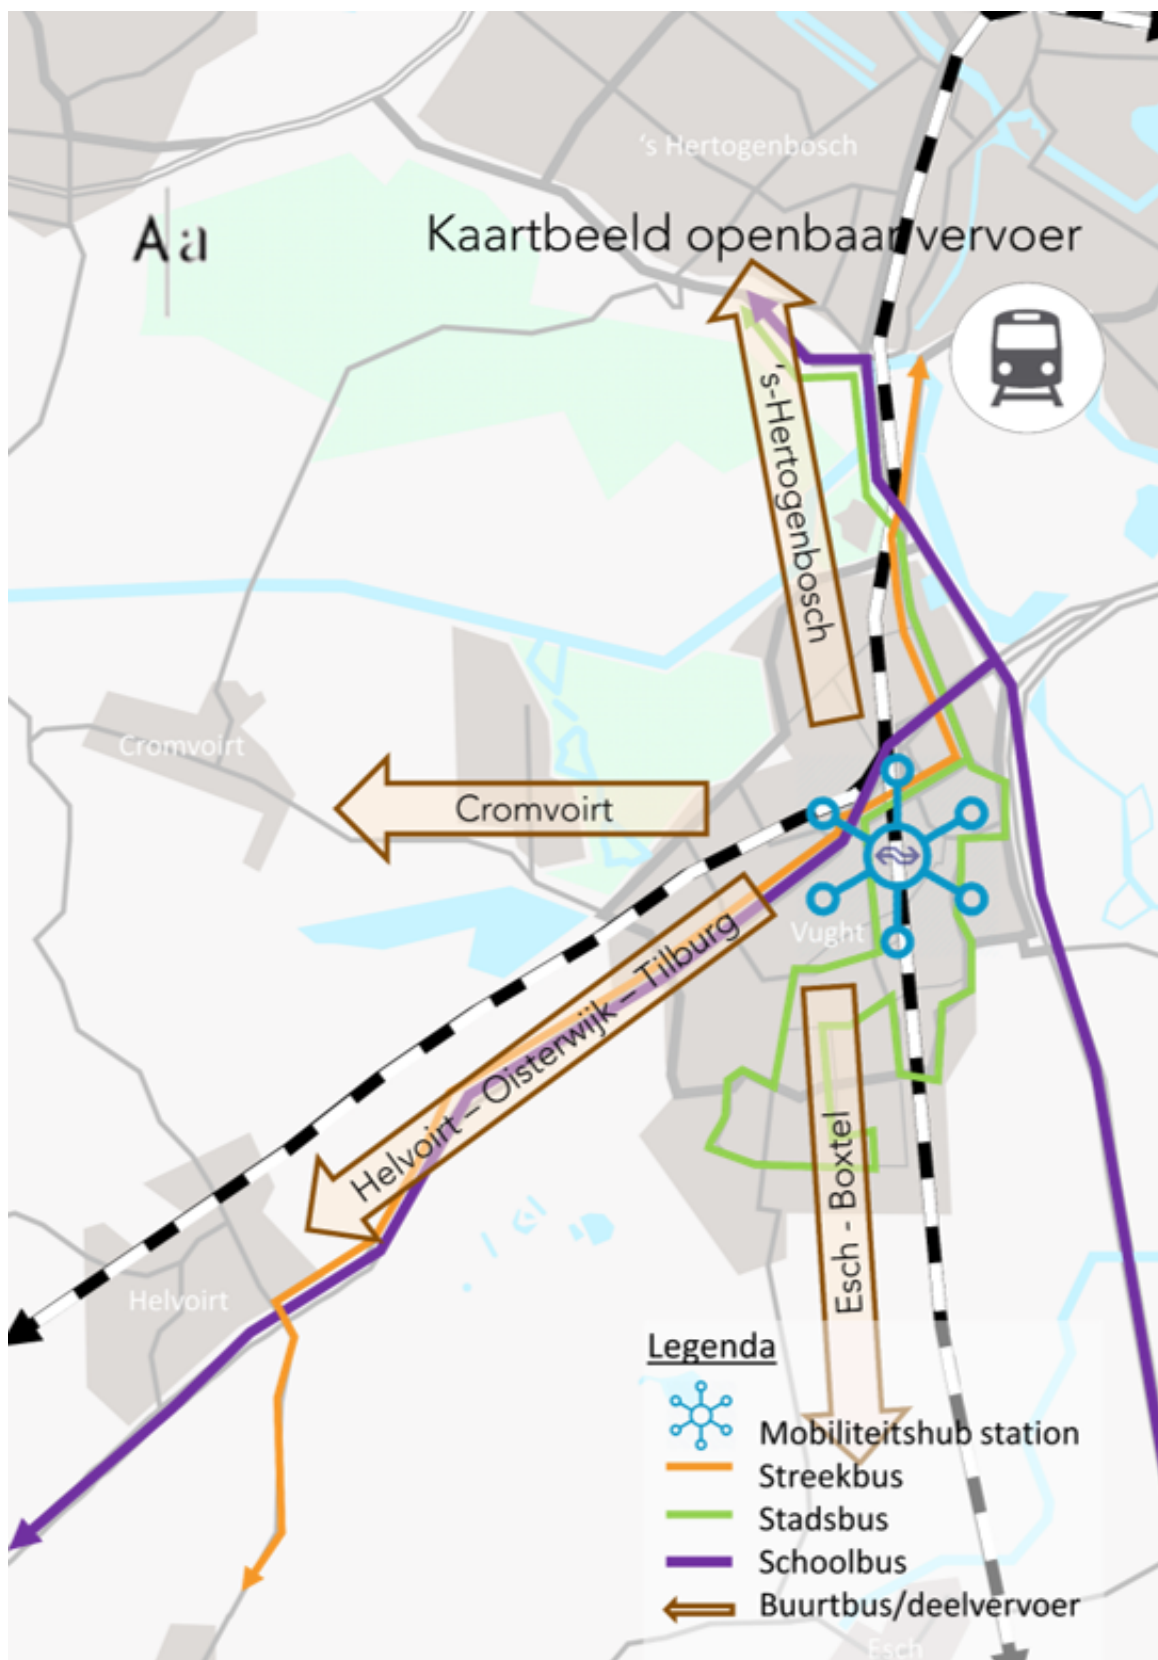 's Hertogenbosch
Aa
Kaartbeeld openbaar vervoer
's-Hertogenbosch
Cromvoirt
Cromvoirt
Vught
Helvoirt – Oisterwijk – Tilburg
Esch - Boxtel
Helvoirt
Legenda
Mobiliteitshub station
Streekbus
Stadsbus
Schoolbus
Buurtbus/deelvervoer
Esch